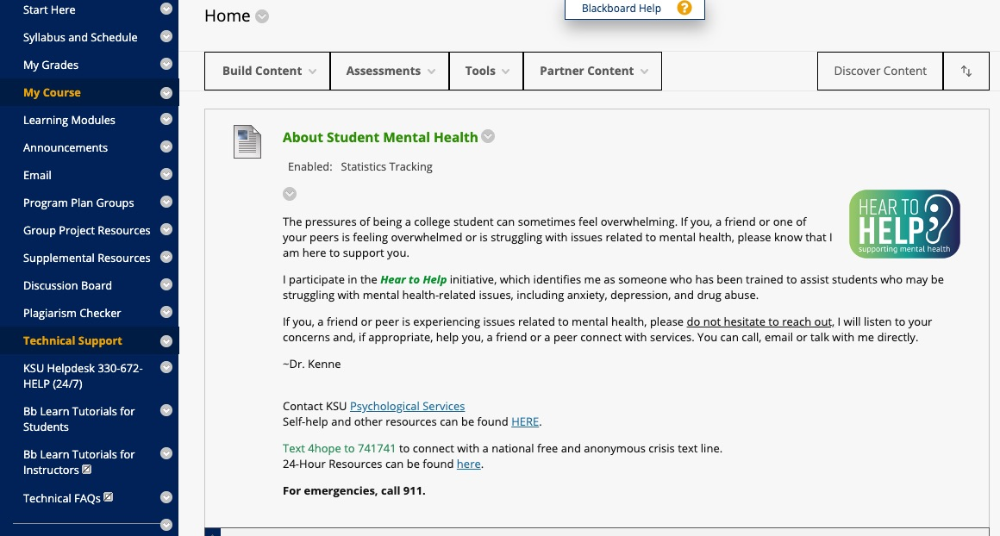 Start Here
Syllabus and Schedule
My Grades
My Course
Learning Modules
Announcements
Email
Program Plan Groups
Group Project Resources
Supplemental Resources
Discussion Board
Plagiarism Checker
Technical Support
KSU Helpdesk 330-672-
HELP (24/7)
Bb Learn Tutorials for
Students
Bb Learn Tutorials for
Instructors
Technical FAQs
Home
Blackboard Help ?
Build Content
Assessments
Tools
Partner Content
Discover Content
About Student Mental Health
Enabled: Statistics Tracking
The pressures of being a college student can sometimes feel overwhelming. If you, a friend or one of
your peers is feeling overwhelmed or is struggling with issues related to mental health, please know that I
am here to support you.
HEAR TO
HELP
supporting mental health
I participate in the Hear to Help initiative, which identifies me as someone who has been trained to assist students who may be
struggling with mental health-related issues, including anxiety, depression, and drug abuse.
If you, a friend or peer is experiencing issues related to mental health, please do not hesitate to reach out, I will listen to your
concerns and, if appropriate, help you, a friend or a peer connect with services. You can call, email or talk with me directly.
~Dr. Kenne
Contact KSU Psychological Services
Self-help and other resources can be found HERE.
Text 4hope to 741741 to connect with a national free and anonymous crisis text line.
24-Hour Resources can be found here.
For emergencies, call 911.